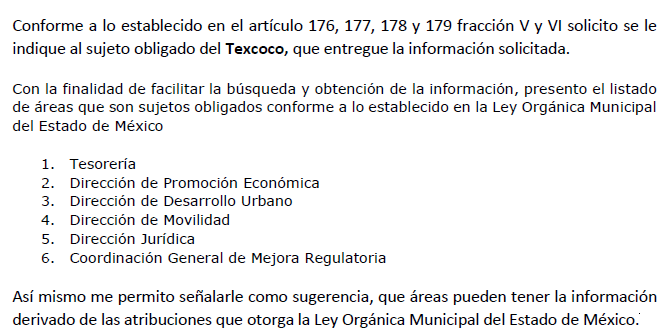 Conforme a lo establecido en el artículo 176, 177, 178 y 179 fracción V y VI solicito se le
indique al sujeto obligado del Texcoco, que entregue la información solicitada.
Con la finalidad de facilitar la búsqueda y obtención de la información, presento el listado
de áreas que son sujetos obligados conforme a lo establecido en la Ley Orgánica Municipal
del Estado de México
1. Tesorería
2. Dirección de Promoción Económica
3. Dirección de Desarrollo Urbano
4. Dirección de Movilidad
5. Dirección Jurídica
6. Coordinación General de Mejora Regulatoria
Así mismo me permito señalarle como sugerencia, que áreas pueden tener la información
derivado de las atribuciones que otorga la Ley Orgánica Municipal del Estado de México.